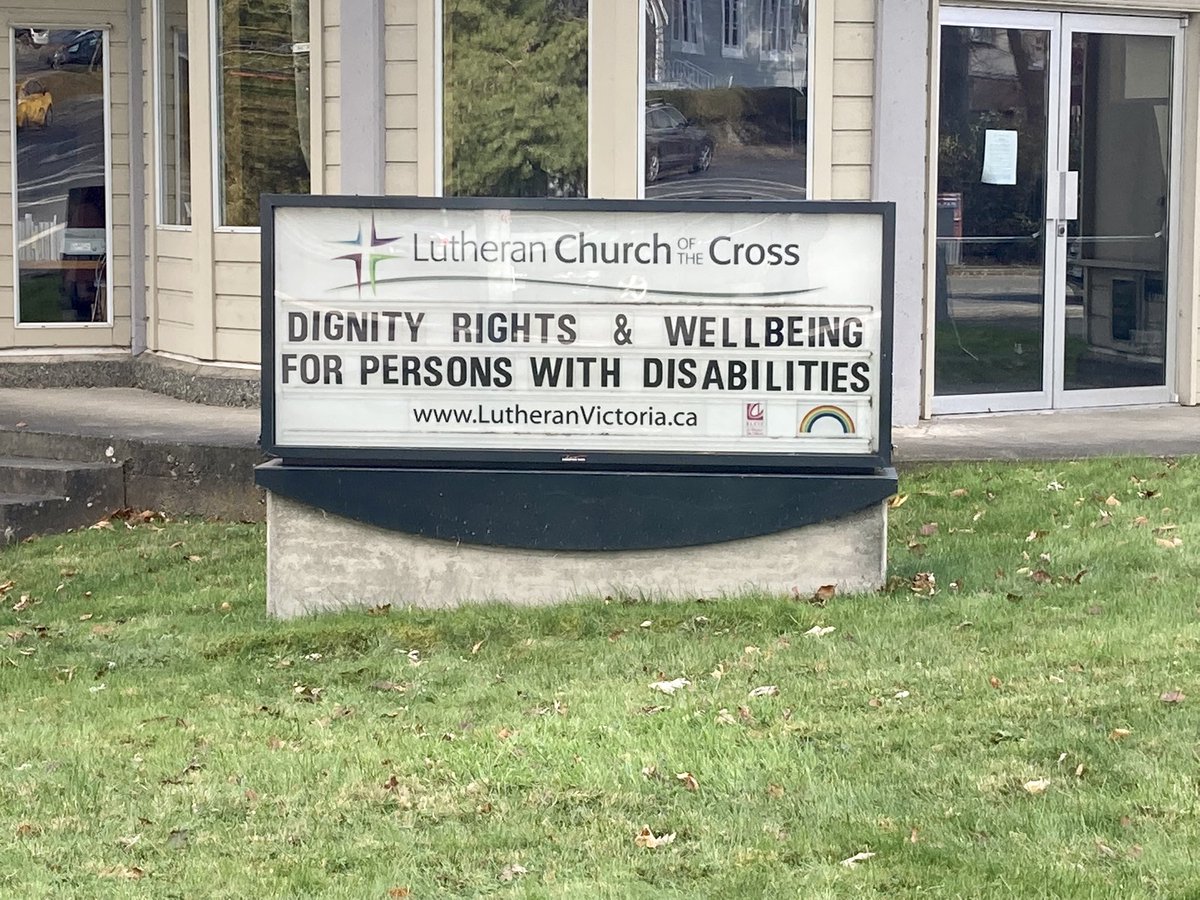 Lutheran Church OF THE Cross
DIGNITY RIGHTS & WELLBEING
FOR PERSONS WITH DISABILITIES
www.LutheranVictoria.ca